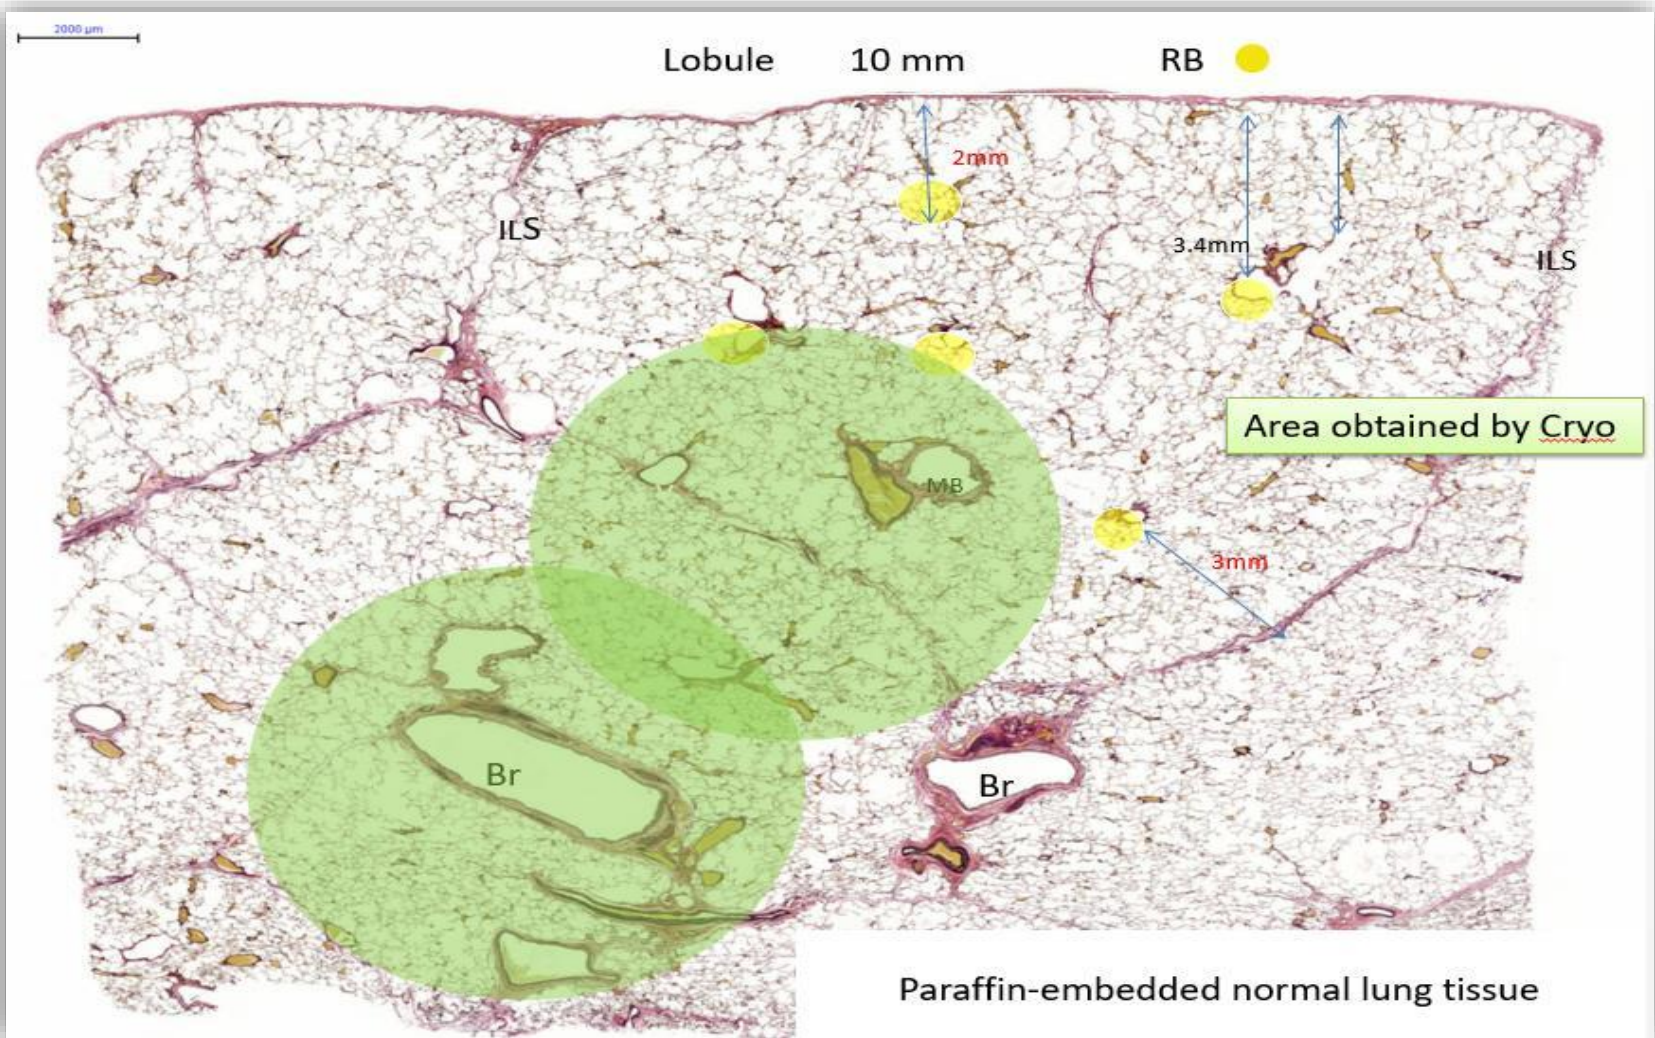 2000 µm
Lobule 10 mm RB
2mm
ILS
3.4mm
ILS
Area obtained by Cryo
MB
3mm
Br
Br
Paraffin-embedded normal lung tissue